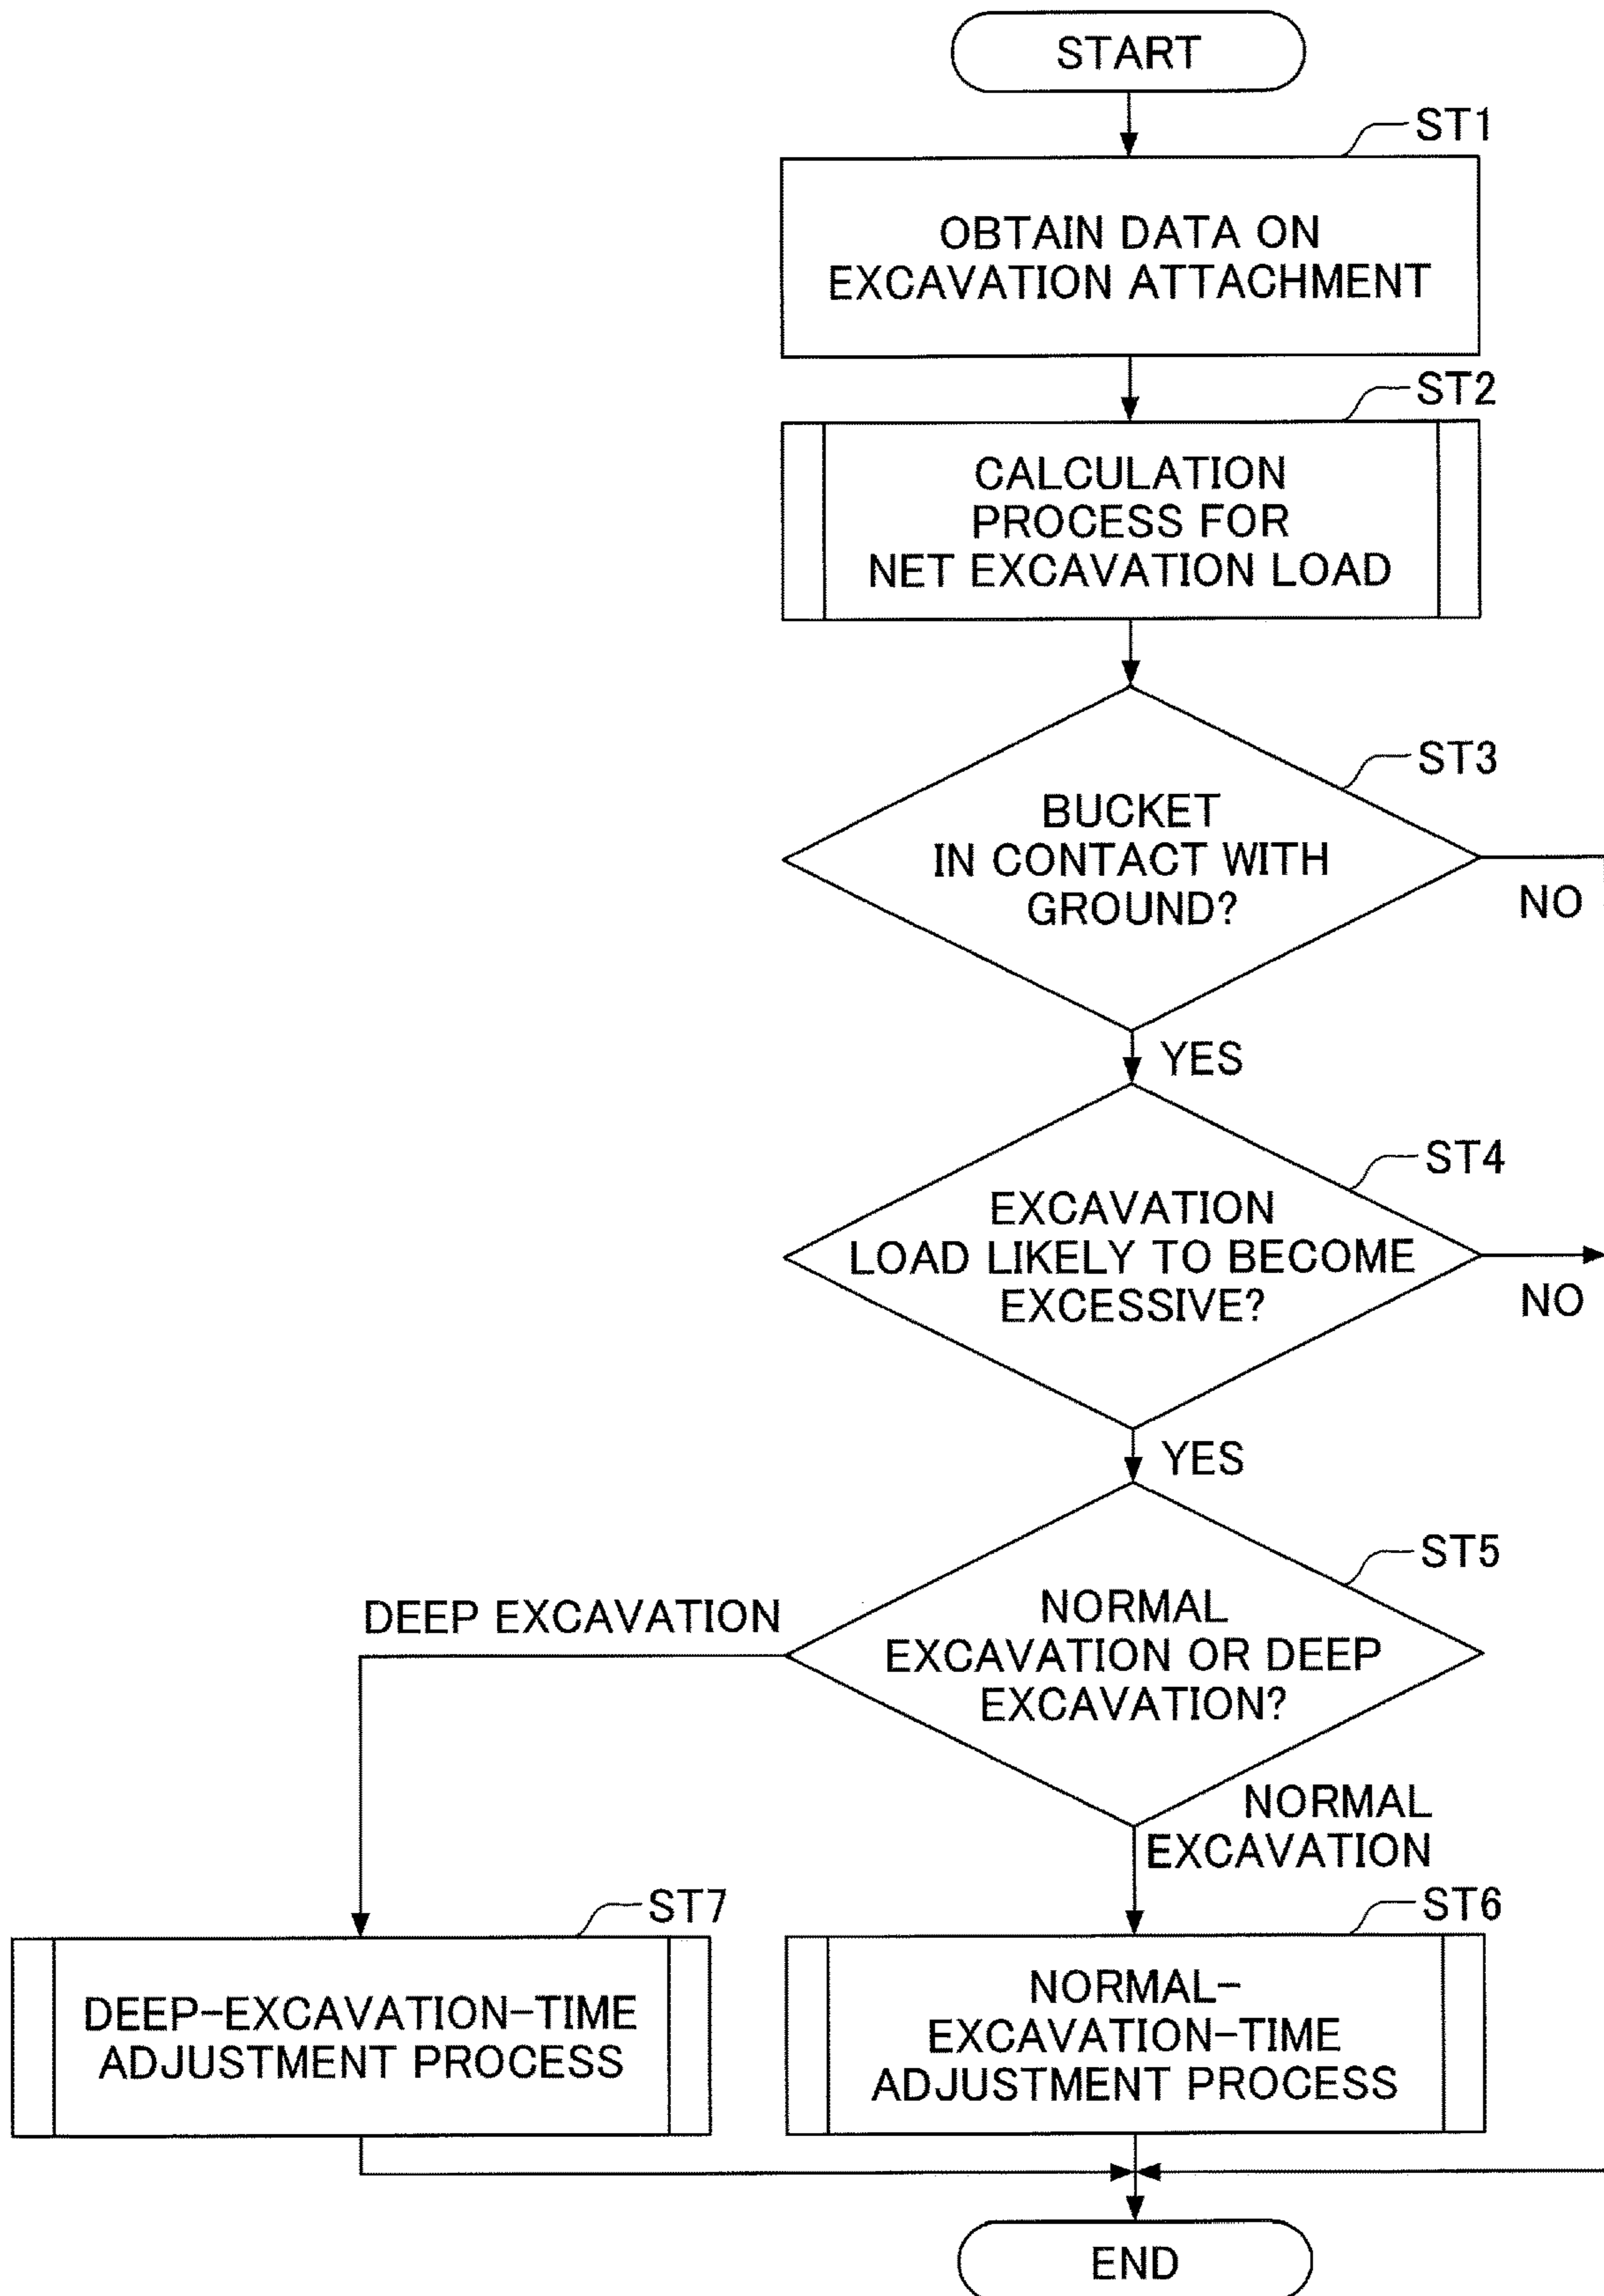 START
ST1
OBTAIN DATA ON
EXCAVATION ATTACHMENT
ST2
CALCULATION
PROCESS FOR
NET EXCAVATION LOAD
ST3
BUCKET
IN CONTACT WITH
GROUND?
NO
YES
ST4
EXCAVATION
LOAD LIKELY TO BECOME
EXCESSIVE?
NO
YES
ST5
DEEP EXCAVATION
NORMAL
EXCAVATION OR DEEP
EXCAVATION?
NORMAL
EXCAVATION
ST7
DEEP-EXCAVATION-TIME
ADJUSTMENT PROCESS
ST6
NORMAL-
EXCAVATION-TIME
ADJUSTMENT PROCESS
END